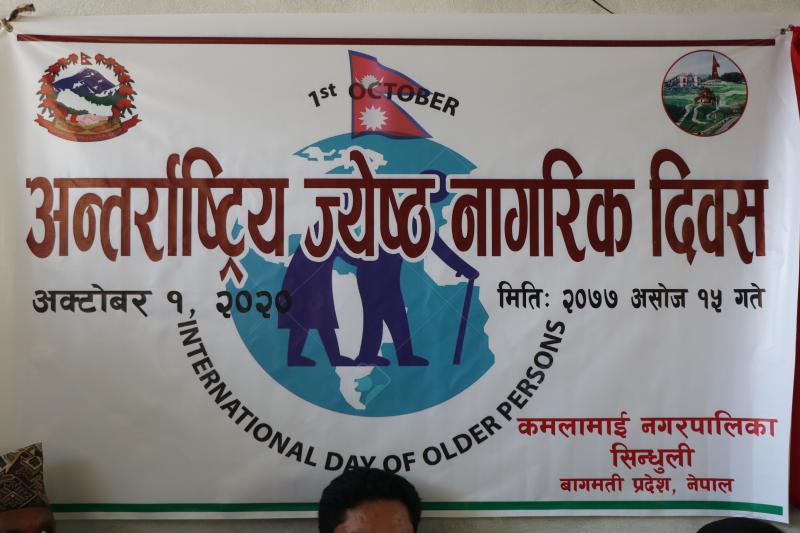 1st OCTOBER
अन्तर्राष्ट्रिय ज्येष्ठ नागरिक दिवस
अक्टोबर १, २०२०
मितिः २०७७ असोज १५ गते
INTERNATIONAL DAY OF OLDER PERSONS
कमलामाई नगरपालिका
सिन्धुली
बागमती प्रदेश, नेपाल